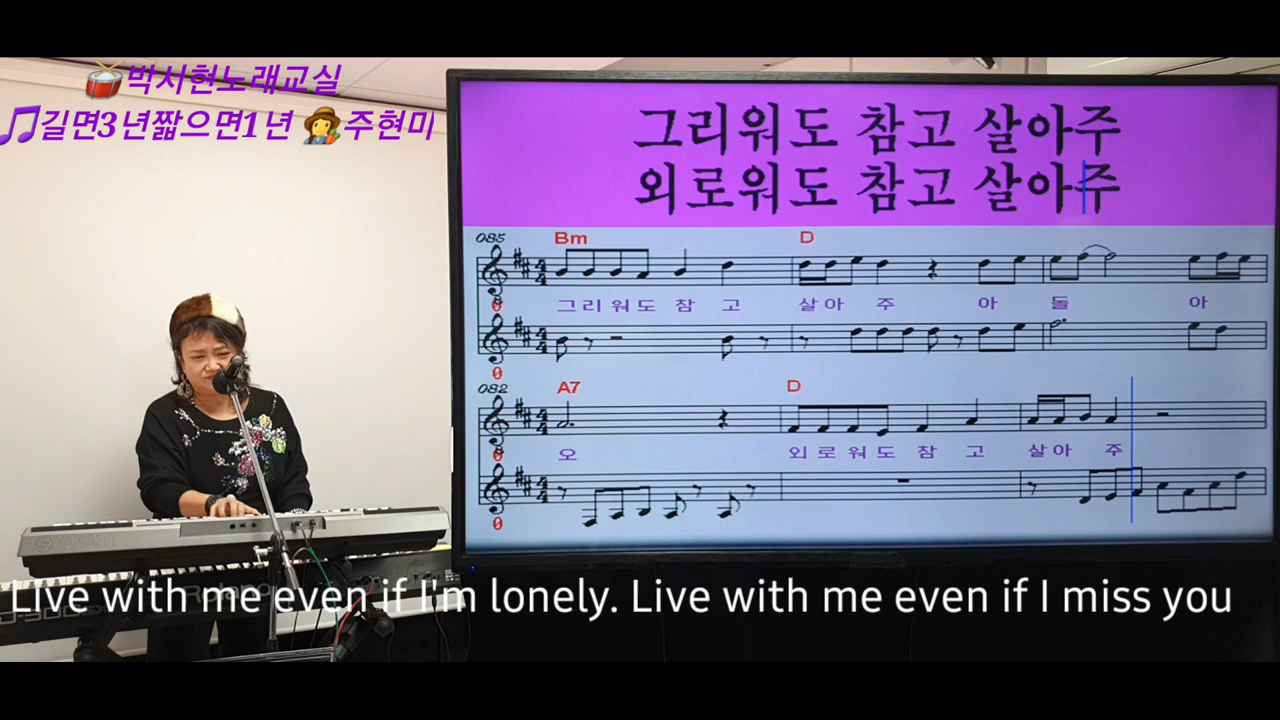 🥁박시현노래교실
🎵길면3년짧으면1년 👩‍🌾주현미
그리워도 참고 살아주
외로워도 참고 살아주
085 Bm D
그리워도 참 고 살아 주 아 돌 아
082 A7 D
오 외로워도 참 고 살아 주
Roland
Live with me even if I'm lonely. Live with me even if I miss you